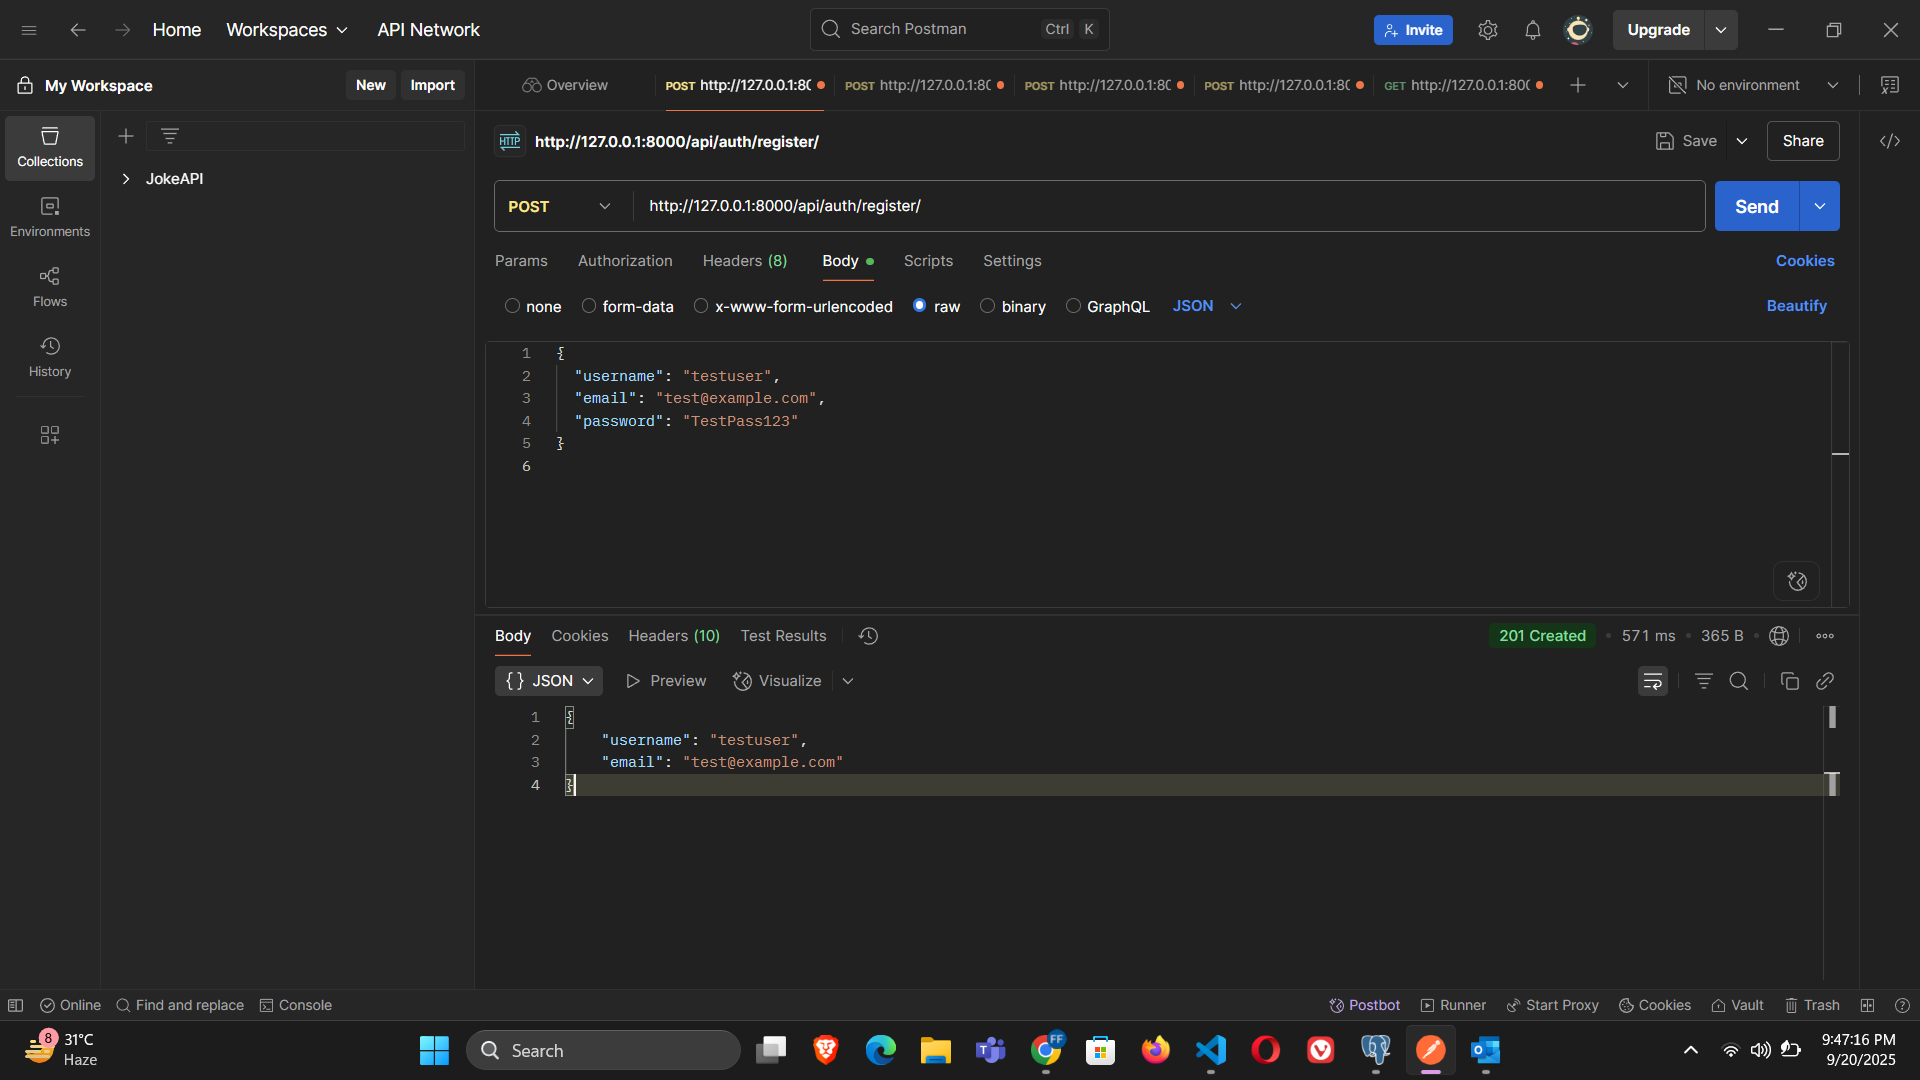 Home Workspaces API Network Search Postman Ctrl K Invite Upgrade
My Workspace New Import Overview POST http://127.0.0.1:80 POST http://127.0.0.1:80 POST http://127.0.0.1:80 POST http://127.0.0.1:80 GET http://127.0.0.1:800 No environment
Collections
JokeAPI
Environments
Flows
History
HTTP http://127.0.0.1:8000/api/auth/register/ Save Share
POST http://127.0.0.1:8000/api/auth/register/ Send
Params Authorization Headers (8) Body Scripts Settings Cookies
none form-data x-www-form-urlencoded raw binary GraphQL JSON Beautify
1 {
2 "username": "testuser",
3 "email": "test@example.com",
4 "password": "TestPass123"
5 }
6
Body Cookies Headers (10) Test Results 201 Created 571 ms 365 B
{} JSON Preview Visualize
1 {
2 "username": "testuser",
3 "email": "test@example.com"
4 }
Online Find and replace Console Postbot Runner Start Proxy Cookies Vault Trash
8 31°C
Haze
Search
FF
9:47:16 PM
9/20/2025